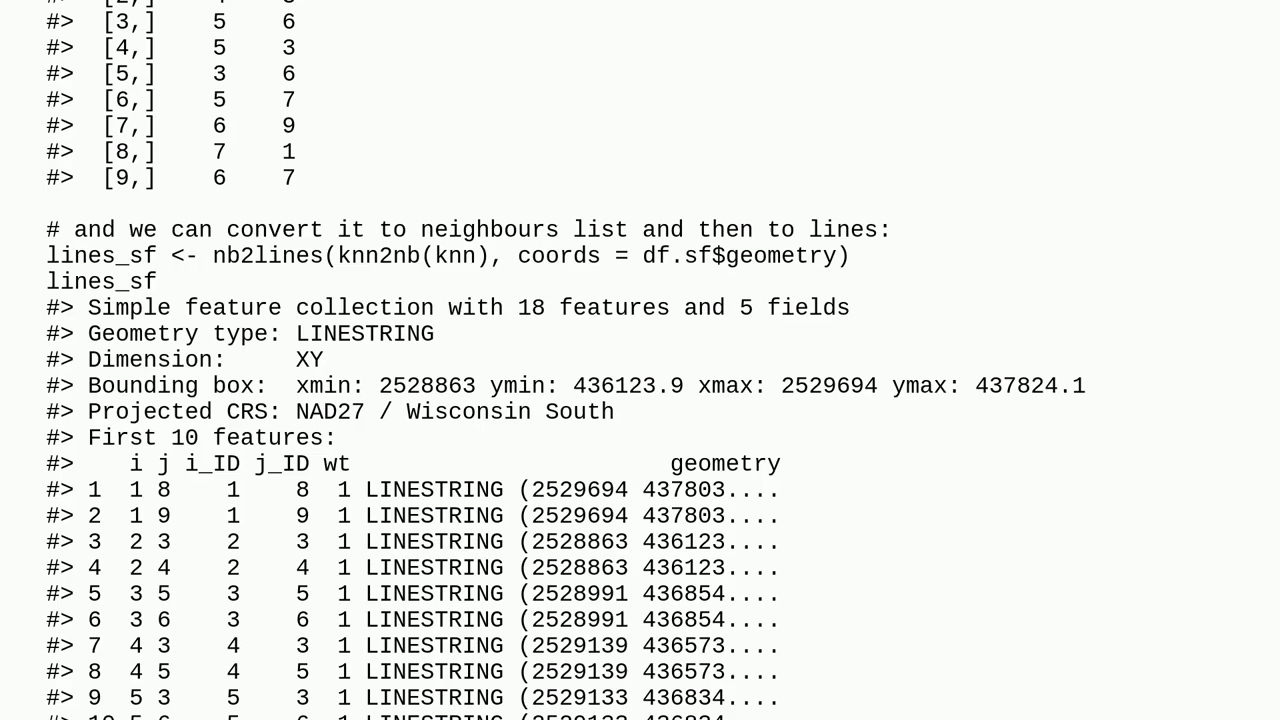 #>  [3,]    5    6
#>  [4,]    5    3
#>  [5,]    3    6
#>  [6,]    5    7
#>  [7,]    6    9
#>  [8,]    7    1
#>  [9,]    6    7

# and we can convert it to neighbours list and then to lines:
lines_sf <- nb2lines(knn2nb(knn), coords = df.sf$geometry)
lines_sf
#> Simple feature collection with 18 features and 5 fields
#> Geometry type: LINESTRING
#> Dimension:     XY
#> Bounding box:  xmin: 2528863 ymin: 436123.9 xmax: 2529694 ymax: 437824.1
#> Projected CRS: NAD27 / Wisconsin South
#> First 10 features:
#>    i j i_ID j_ID wt                       geometry
#> 1  1 8    1    8  1 LINESTRING (2529694 437803....
#> 2  1 9    1    9  1 LINESTRING (2529694 437803....
#> 3  2 3    2    3  1 LINESTRING (2528863 436123....
#> 4  2 4    2    4  1 LINESTRING (2528863 436123....
#> 5  3 5    3    5  1 LINESTRING (2528991 436854....
#> 6  3 6    3    6  1 LINESTRING (2528991 436854....
#> 7  4 3    4    3  1 LINESTRING (2529139 436573....
#> 8  4 5    4    5  1 LINESTRING (2529139 436573....
#> 9  5 3    5    3  1 LINESTRING (2529133 436834....